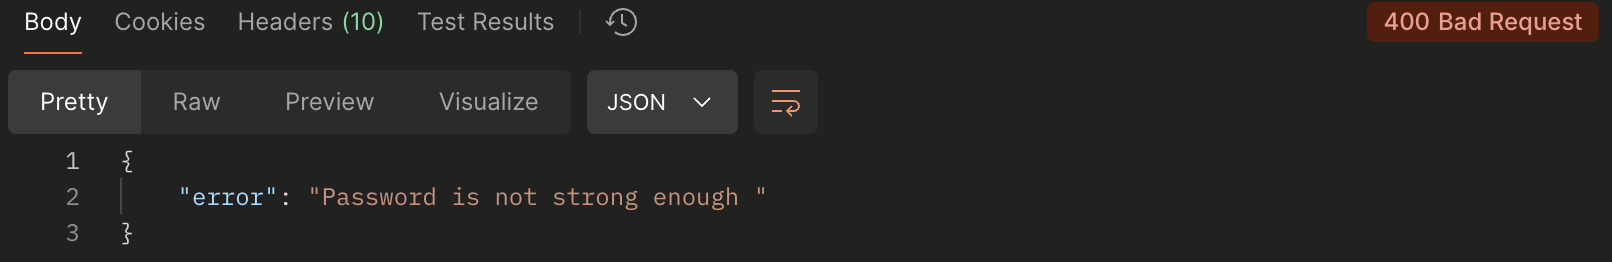 Body Cookies Headers (10) Test Results 400 Bad Request
Pretty Raw Preview Visualize JSON
1 {
2 "error": "Password is not strong enough "
3 }